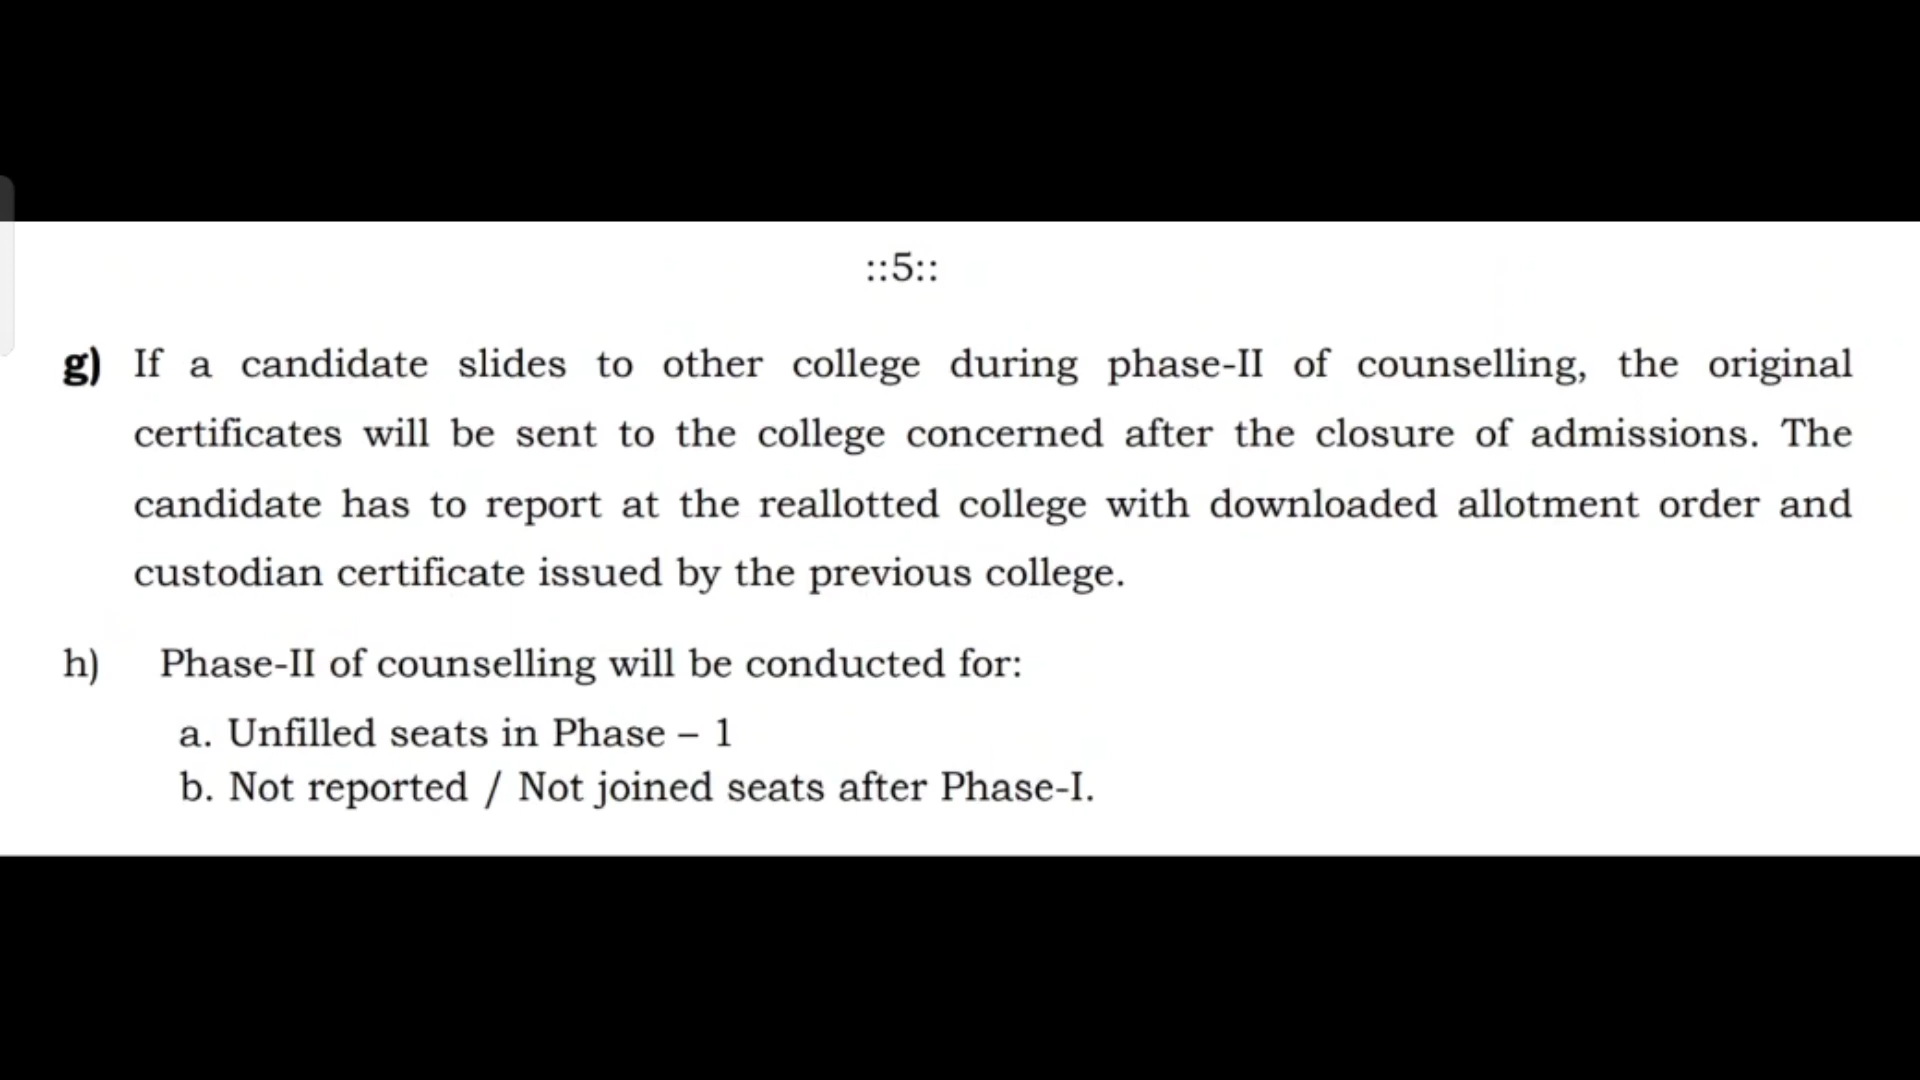 ::5::
g) If a candidate slides to other college during phase-II of counselling, the original
certificates will be sent to the college concerned after the closure of admissions. The
candidate has to report at the reallotted college with downloaded allotment order and
custodian certificate issued by the previous college.
h) Phase-II of counselling will be conducted for:
a. Unfilled seats in Phase – 1
b. Not reported / Not joined seats after Phase-I.